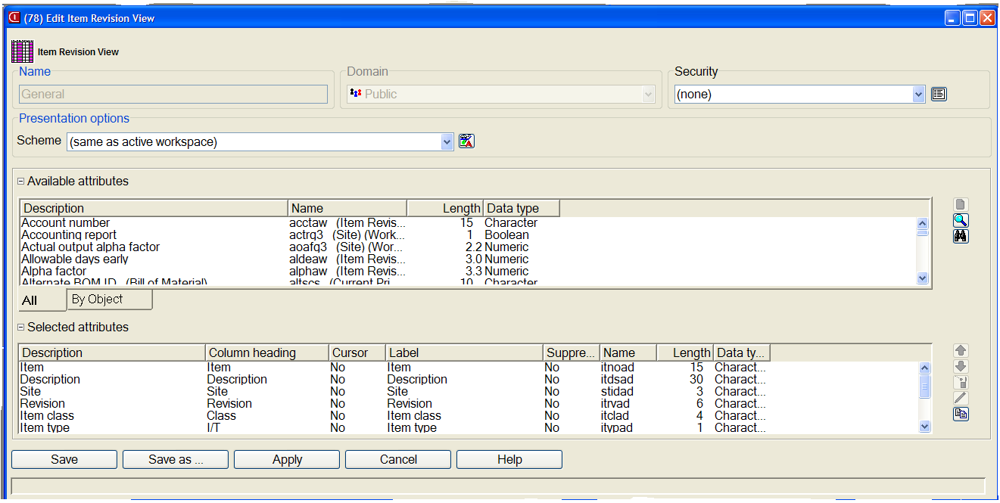 (78) Edit Item Revision View
Item Revision View
Name Domain Security
General Public (none)
Presentation options
Scheme (same as active workspace)
Available attributes
Description Name Length Data type
Account number acctaw (Item Revis... 15 Character
Accounting report actrq3 (Site) (Work... 1 Boolean
Actual output alpha factor aoafq3 (Site) (Wor... 2.2 Numeric
Allowable days early aldeaw (Item Revis... 3.0 Numeric
Alpha factor alphaw (Item Revis... 3.3 Numeric
Alternate BOM ID (Bill of Material) altscs (Current Pri... 10 Character
All By Object
Selected attributes
Description Column heading Cursor Label Suppre... Name Length Data ty...
Item Item No Item No itnoad 15 Charact...
Description Description No Description No itdsad 30 Charact...
Site Site No Site No stidad 3 Charact...
Revision Revision No Revision No itrvad 6 Charact...
Item class Class No Item class No itclad 4 Charact...
Item type I/T No Item type No itypad 1 Charact...
Save Save as ... Apply Cancel Help